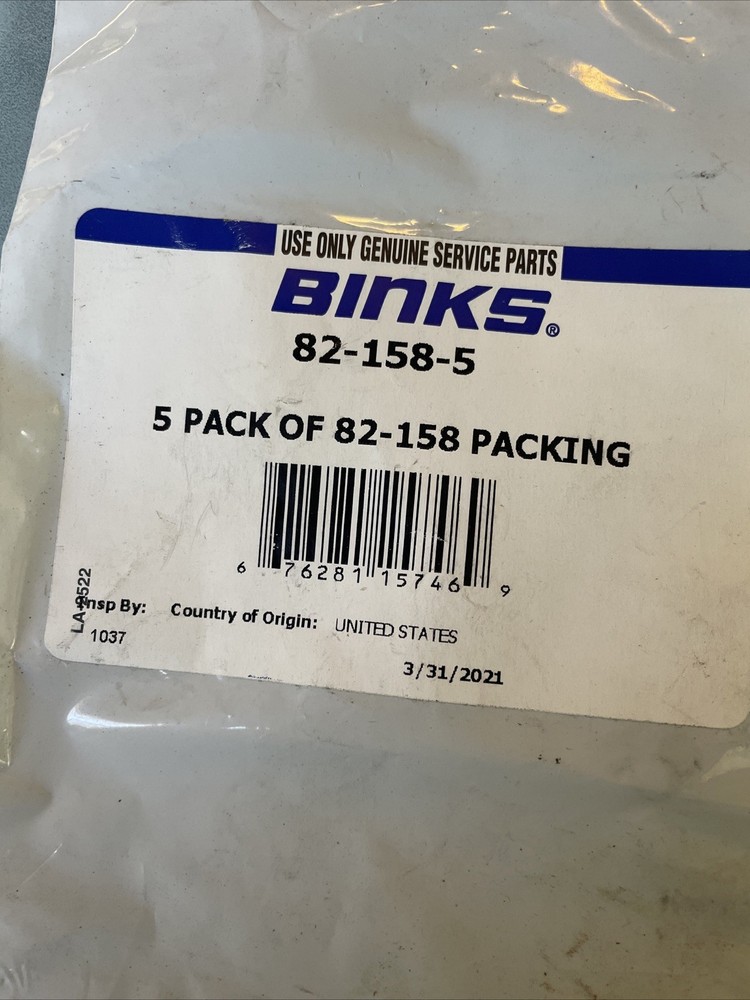 USE ONLY GENUINE SERVICE PARTS
BINKS®
82-158-5
5 PACK OF 82-158 PACKING
6 76281 15746 9
Insp By: Country of Origin: UNITED STATES
1037
3/31/2021